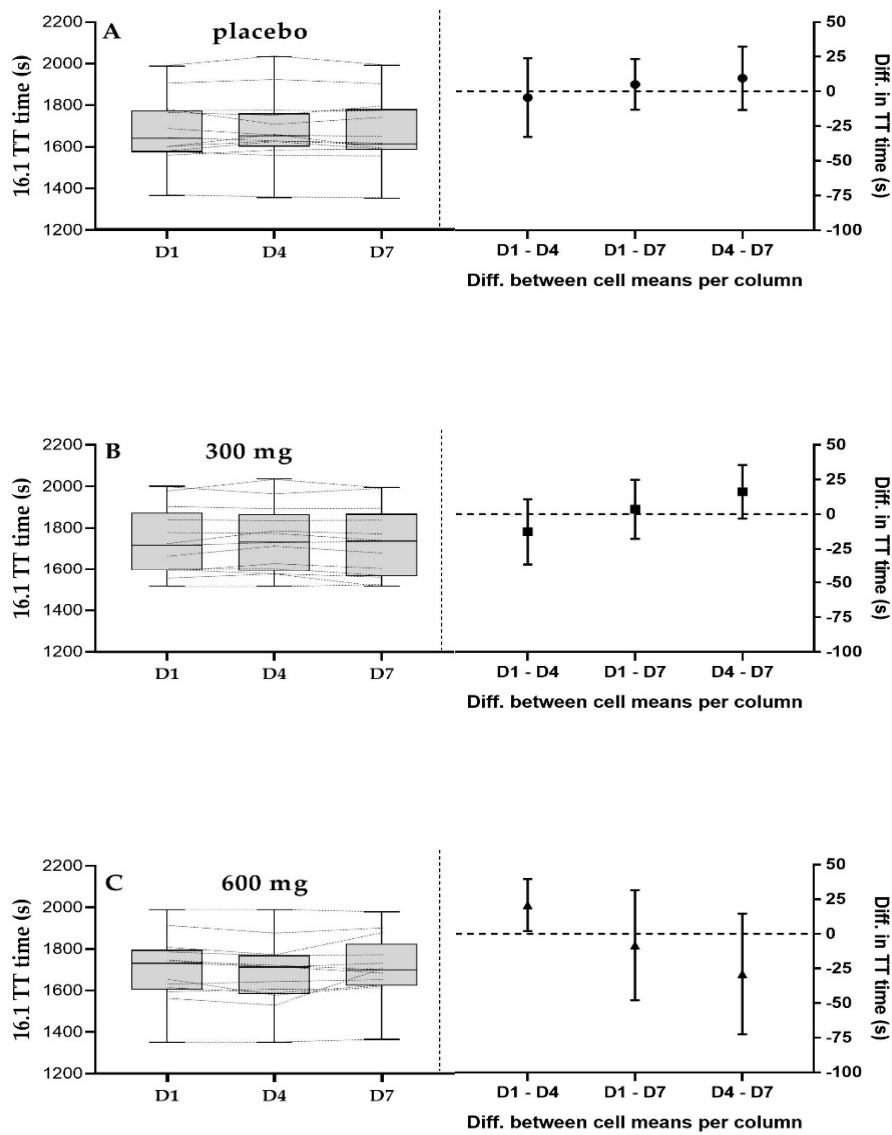 A placebo
16.1 TT time (s)
2200
2000
1800
1600
1400
1200
D1 D4 D7
50
25
0
-25
-50
-75
-100
Diff. in TT time (s)
D1 - D4 D1 - D7 D4 - D7
Diff. between cell means per column
B 300 mg
16.1 TT time (s)
2200
2000
1800
1600
1400
1200
D1 D4 D7
50
25
0
-25
-50
-75
-100
Diff. in TT time (s)
D1 - D4 D1 - D7 D4 - D7
Diff. between cell means per column
C 600 mg
16.1 TT time (s)
2200
2000
1800
1600
1400
1200
D1 D4 D7
50
25
0
-25
-50
-75
-100
Diff. in TT time (s)
D1 - D4 D1 - D7 D4 - D7
Diff. between cell means per column